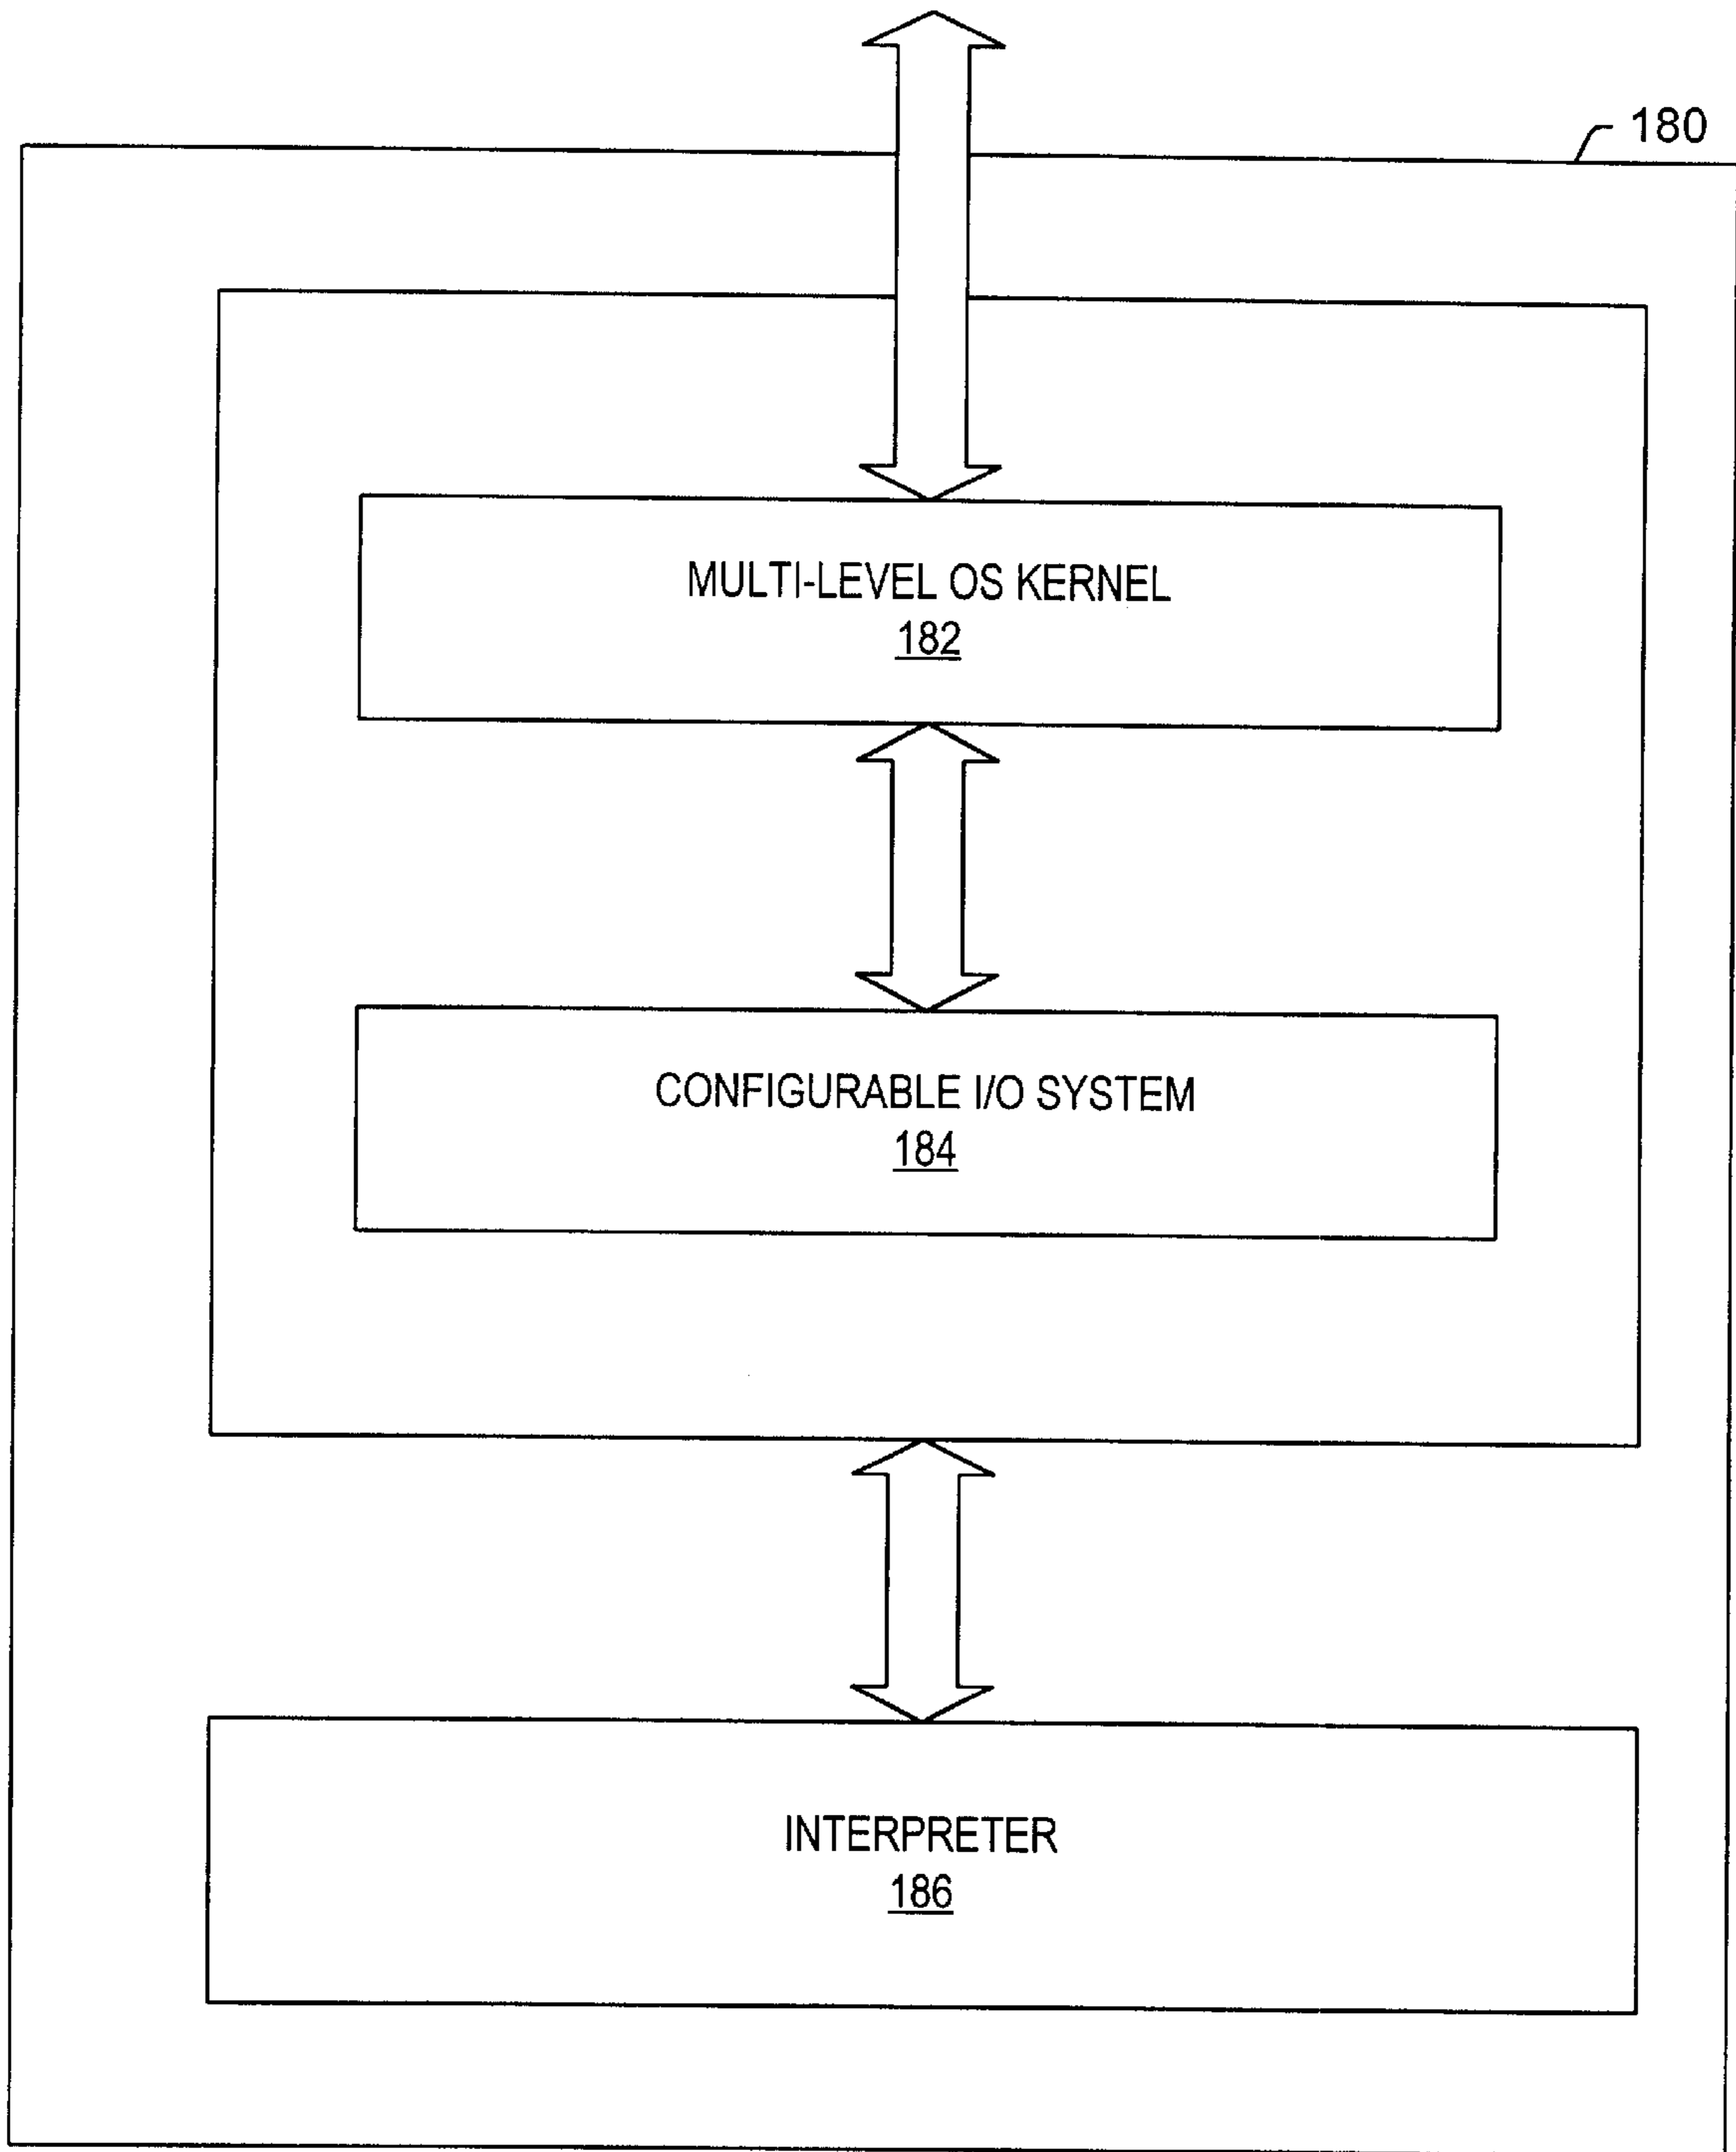 180
MULTI-LEVEL OS KERNEL
182
CONFIGURABLE I/O SYSTEM
184
INTERPRETER
186